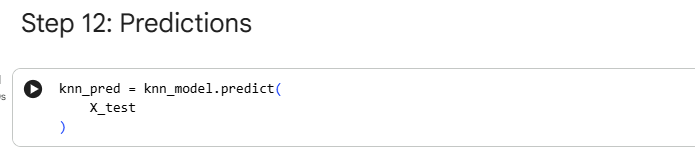 Step 12: Predictions
knn_pred = knn_model.predict(
    X_test
)